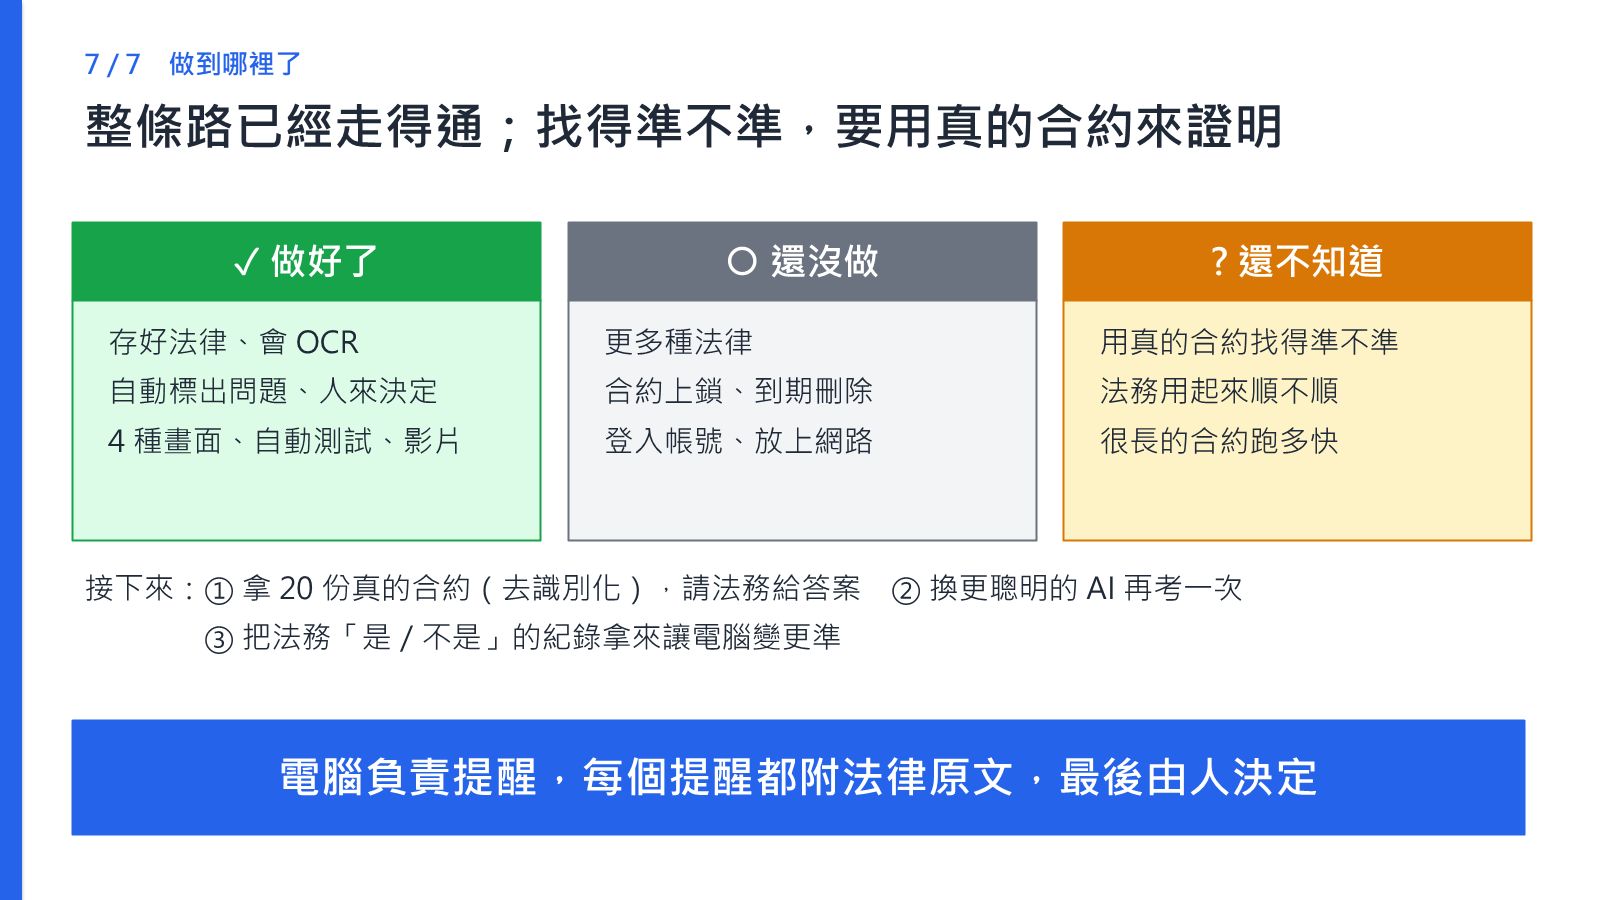 7 / 7 做到哪裡了
整條路已經走得通；找得準不準，要用真的合約來證明
✓ 做好了
存好法律、會 OCR
自動標出問題、人來決定
4 種畫面、自動測試、影片
○ 還沒做
更多種法律
合約上鎖、到期刪除
登入帳號、放上網路
? 還不知道
用真的合約找得準不準
法務用起來順不順
很長的合約跑多快
接下來：① 拿 20 份真的合約（去識別化），請法務給答案 ② 換更聰明的 AI 再考一次
③ 把法務「是 / 不是」的紀錄拿來讓電腦變更準
電腦負責提醒，每個提醒都附法律原文，最後由人決定